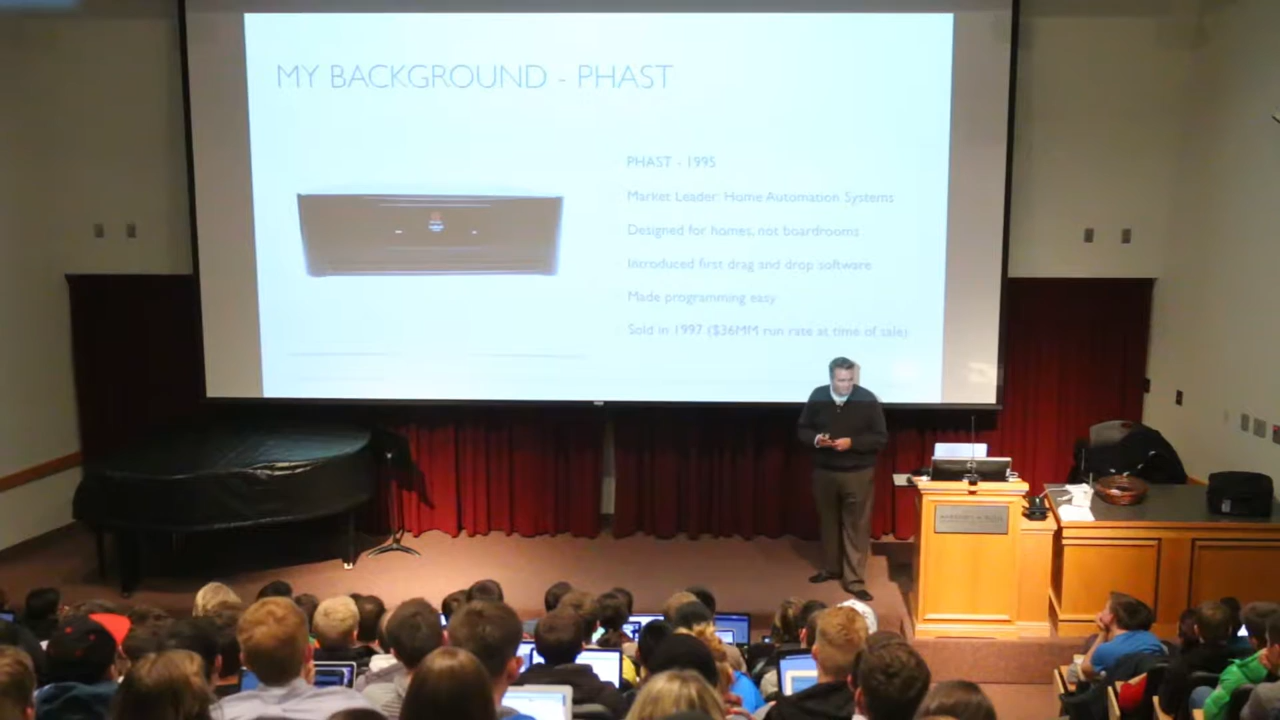 MY BACKGROUND - PHAST
PHAST - 1995
Market Leader: Home Automation Systems
Designed for homes, not boardrooms
Introduced first drag and drop software
Made programming easy
Sold in 1997 ($36MM run rate at time of sale)